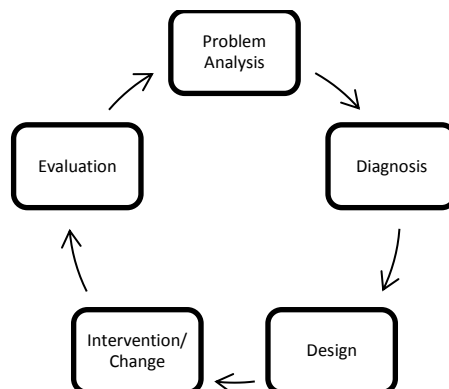 Problem
Analysis
Diagnosis
Design
Intervention/
Change
Evaluation